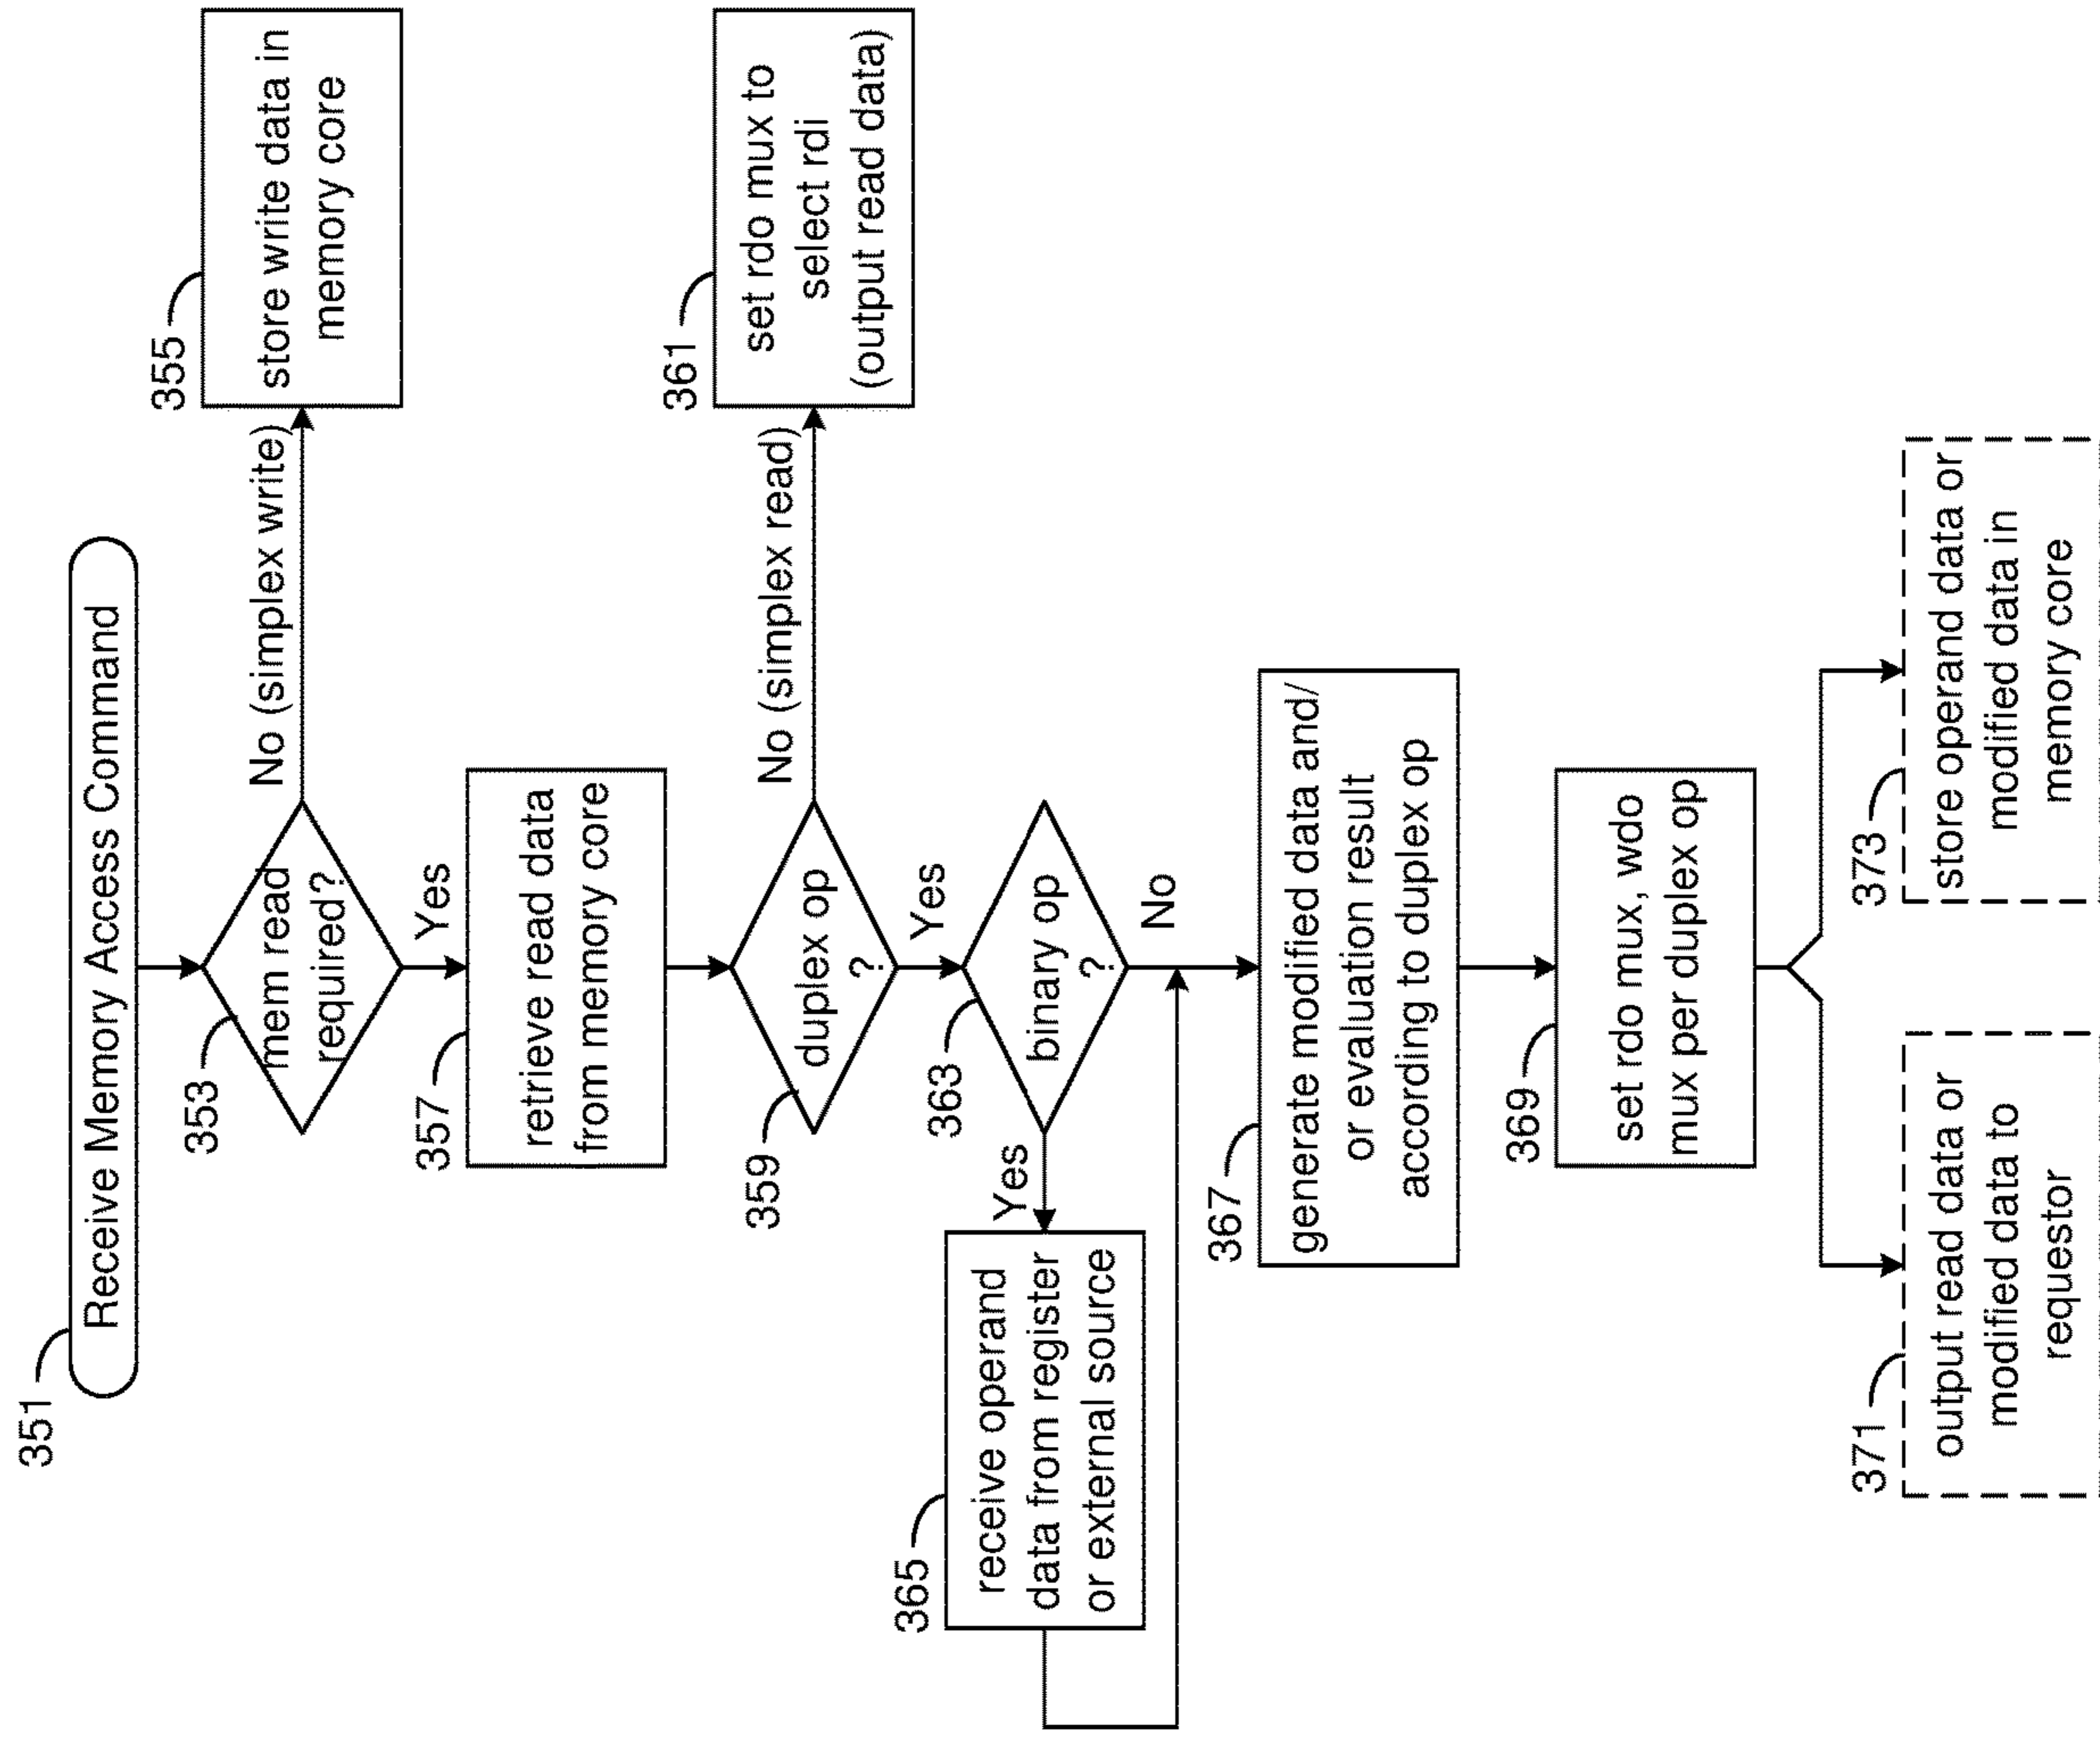 351
Receive Memory Access Command
353
mem read
required?
No (simplex write)
355
store write data in
memory core
Yes
357
retrieve read data
from memory core
359
duplex op
?
No (simplex read)
361
set rdo mux to
select rdi
(output read data)
Yes
363
binary op
?
Yes
365
receive operand
data from register
or external source
No
367
generate modified data and/
or evaluation result
according to duplex op
369
set rdo mux, wdo
mux per duplex op
371
output read data or
modified data to
requestor
373
store operand data or
modified data in
memory core